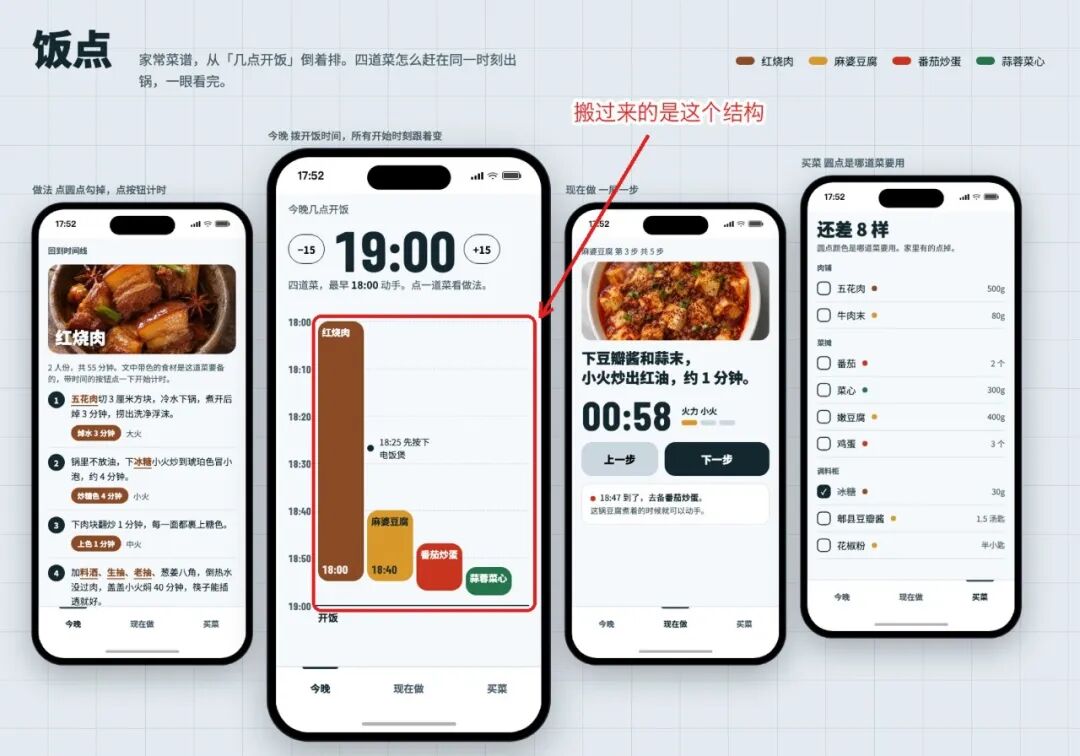 饭点
家常菜谱，从「几点开饭」倒着排。四道菜怎么赶在同一时刻出
锅，一眼看完。
红烧肉
麻婆豆腐
番茄炒蛋
蒜蓉菜心
搬过来的是这个结构
做法 点圆点勾掉，点按钮计时
17:52
回到时间线
红烧肉
2 人份，共 55 分钟。文中带色的食材是这道菜要备
的，带时间的按钮点一下开始计时。
1
五花肉切 3 厘米方块，冷水下锅，煮开后
焯 3 分钟，捞出洗净浮沫。
焯水 3 分钟
大火
2
锅里不放油，下冰糖小火炒到琥珀色冒小
泡，约 4 分钟。
炒糖色 4 分钟
小火
3
下肉块翻炒 1 分钟，每一面都裹上糖色。
上色 1 分钟
中火
4
加料酒、生抽、老抽、葱姜八角，倒热水
没过肉，盖盖小火焖 40 分钟，筷子能插
透就好。
今晚
现在做
买菜
今晚 拨开饭时间，所有开始时刻跟着变
17:52
今晚几点开饭
−15
19:00
+15
四道菜，最早 18:00 动手。点一道菜看做法。
18:00
18:10
18:20
18:30
18:40
18:50
19:00
红烧肉
18:00
18:25 先按下
电饭煲
麻婆豆腐
18:40
番茄炒蛋
蒜蓉菜心
开饭
今晚
现在做
买菜
现在做 一屏一步
17:52
麻婆豆腐 第 3 步 共 5 步
下豆瓣酱和蒜末，
小火炒出红油，约 1 分钟。
00:58
火力 小火
上一步
下一步
18:47 到了，去备番茄炒蛋。
这锅豆腐煮着的时候就可以动手。
今晚
现在做
买菜
买菜 圆点是哪道菜要用
17:52
还差 8 样
圆点颜色是哪道菜要用。家里有的点掉。
肉铺
五花肉
500g
牛肉末
80g
菜摊
番茄
2 个
菜心
300g
嫩豆腐
400g
鸡蛋
3 个
调料柜
冰糖
30g
郫县豆瓣酱
1.5 汤匙
花椒粉
半小匙
今晚
现在做
买菜